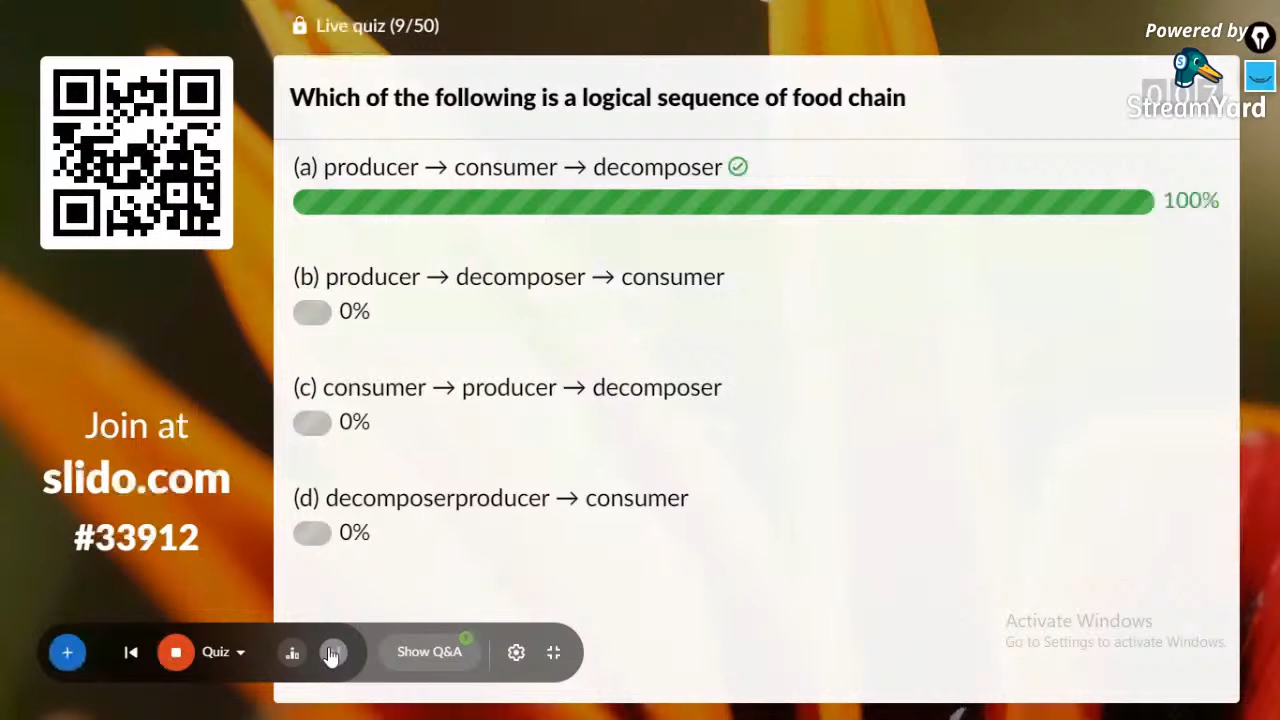 Live quiz (9/50)
Powered by
Which of the following is a logical sequence of food chain
StreamYard
(a) producer → consumer → decomposer
100%
(b) producer → decomposer → consumer
0%
(c) consumer → producer → decomposer
0%
(d) decomposerproducer → consumer
0%
Join at
slido.com
#33912
Activate Windows
Go to Settings to activate Windows.
Quiz
Show Q&A